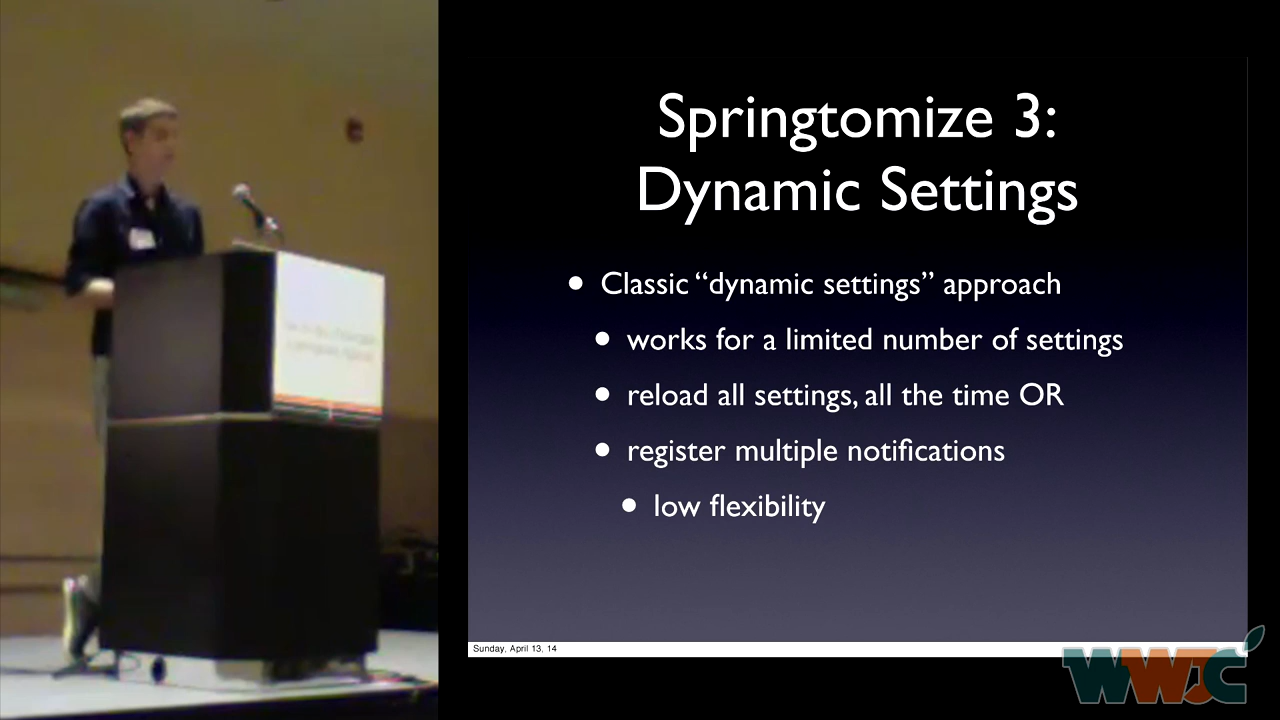 Springtomize 3:
Dynamic Settings
• Classic “dynamic settings” approach
• works for a limited number of settings
• reload all settings, all the time OR
• register multiple notifications
• low flexibility
Sunday, April 13, 14
WWJC